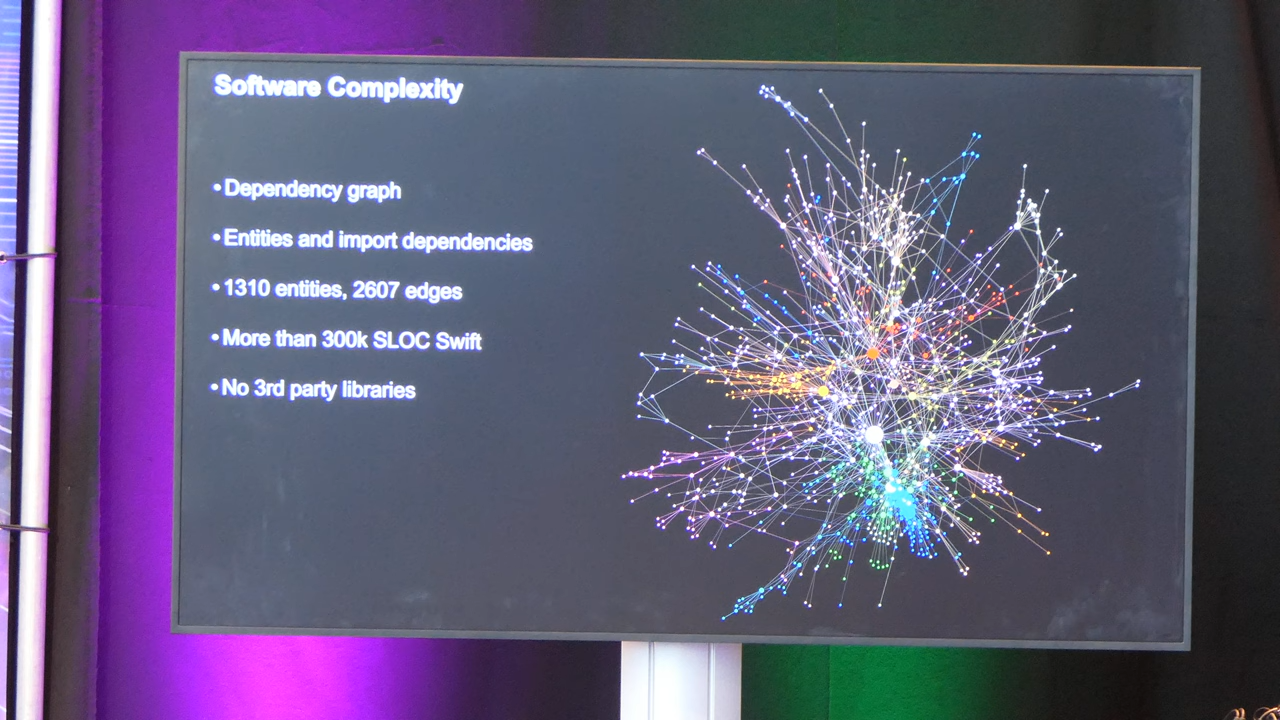 Software Complexity
• Dependency graph
• Entities and import dependencies
• 1310 entities, 2607 edges
• More than 300k SLOC Swift
• No 3rd party libraries